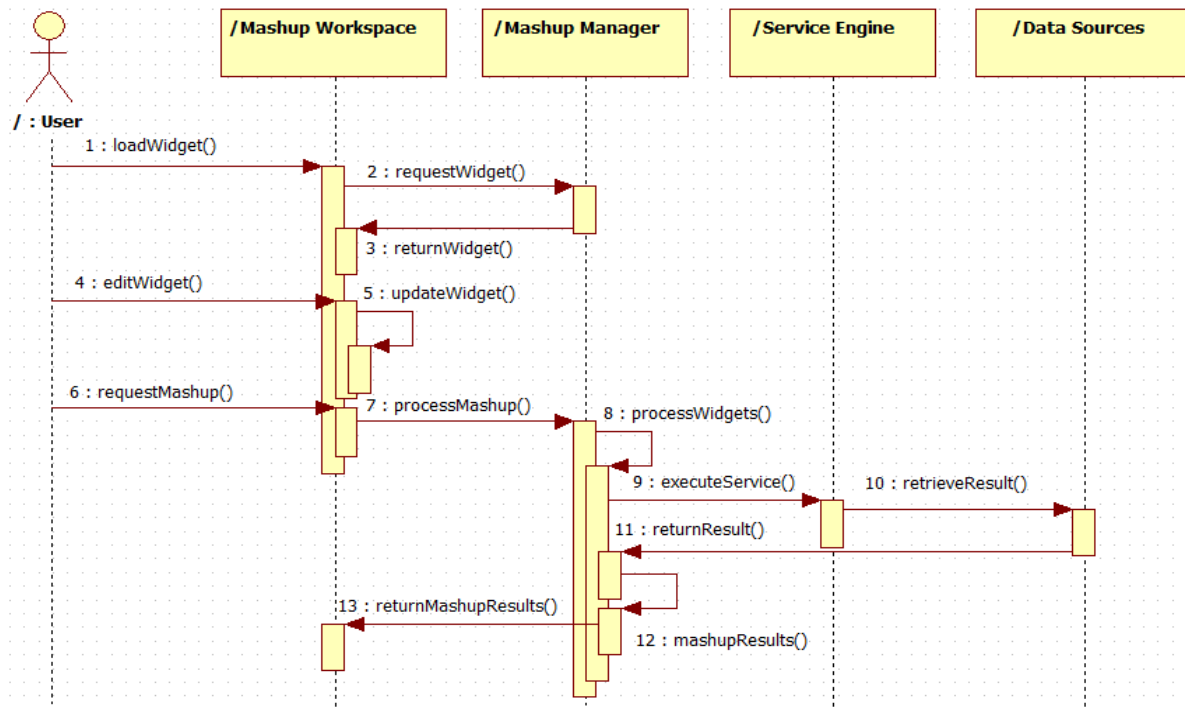 /Mashup Workspace
/Mashup Manager
/Service Engine
/Data Sources
/ : User
1 : loadWidget()
2 : requestWidget()
3 : returnWidget()
4 : editWidget()
5 : updateWidget()
6 : requestMashup()
7 : processMashup()
8 : processWidgets()
9 : executeService()
10 : retrieveResult()
11 : returnResult()
13 : returnMashupResults()
12 : mashupResults()